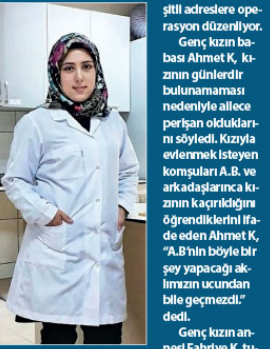 şitli adreslere ope-
rasyon düzenliyor.
Genç kızın ba-
bası Ahmet K, kı-
zının günlerdir
bulunamaması
nedeniyle ailece
perişan oldukları-
nı söyledi. Kızıyla
evlenmek isteyen
komşuları A.B. ve
arkadaşlarınca kı-
zının kaçırıldığını
öğrendiklerini ifa-
de eden Ahmet K,
"A.B'nin böyle bir
şey yapacağı ak-
lımızın ucundan
bile geçmezdi."
dedi.
Genç kızın an-
nesi Fahriye K, tu-